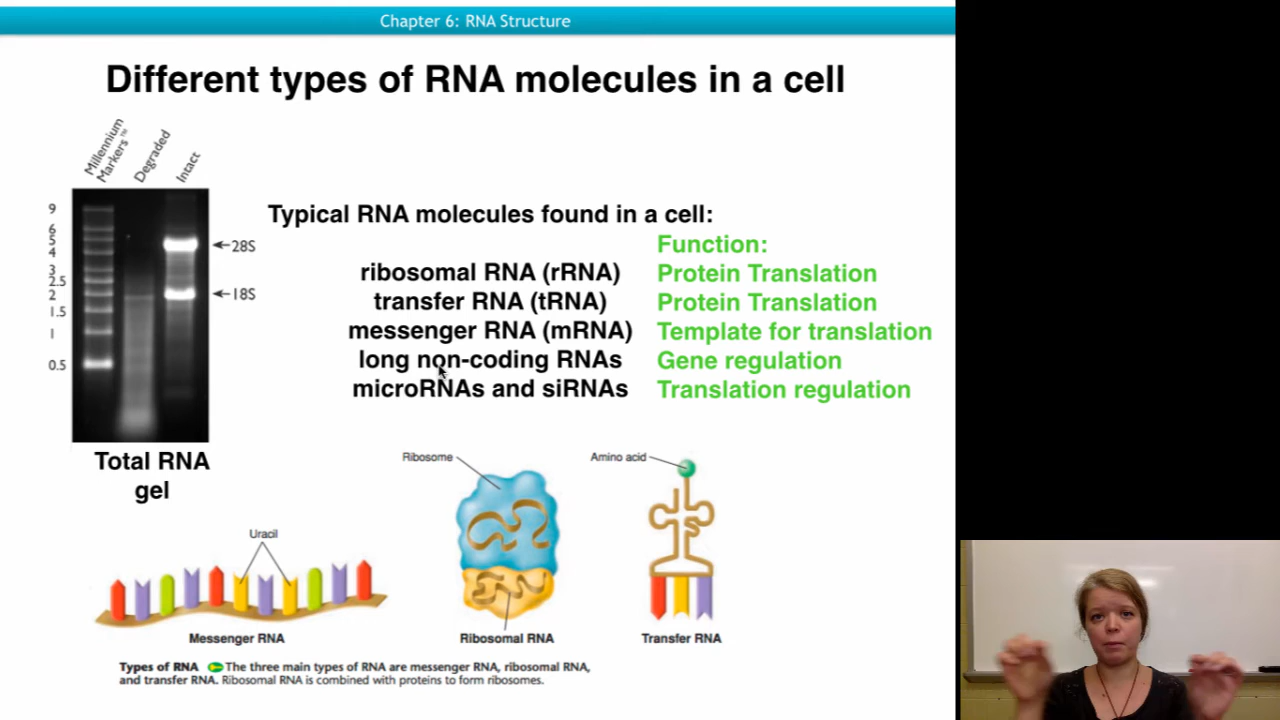 Chapter 6: RNA Structure
Different types of RNA molecules in a cell
Millennium
Markers™
Degraded
Intact
9
6
5
4
3
2.5
2
1.5
1
0.5
28S
18S
Total RNA
gel
Typical RNA molecules found in a cell:
Function:
ribosomal RNA (rRNA) Protein Translation
transfer RNA (tRNA) Protein Translation
messenger RNA (mRNA) Template for translation
long non-coding RNAs Gene regulation
microRNAs and siRNAs Translation regulation
Uracil
Messenger RNA
Ribosome
Ribosomal RNA
Amino acid
Transfer RNA
Types of RNA The three main types of RNA are messenger RNA, ribosomal RNA,
and transfer RNA. Ribosomal RNA is combined with proteins to form ribosomes.